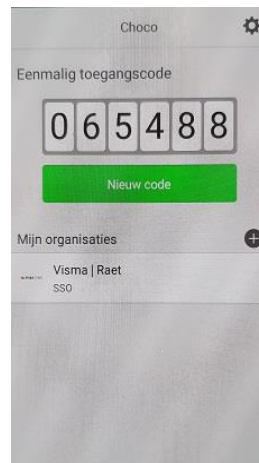 Choco
Eenmalig toegangscode
065488
Nieuw code
Mijn organisaties
Visma | Raet
SSO